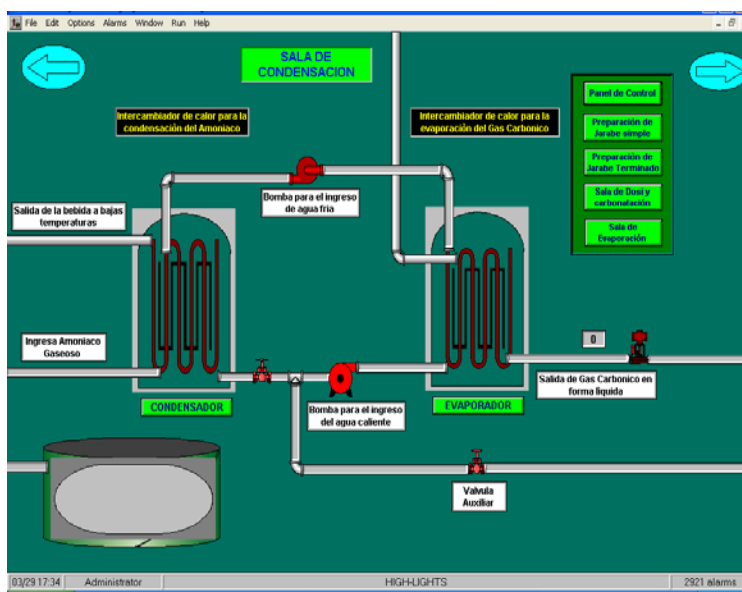 File Edit Options Alarms Window Run Help
SALA DE
CONDENSACION
Panel de Control
Intercambiador de calor para la
condensación del Amoniaco
Intercambiador de calor para la
evaporación del Gas Carbonico
Preparación de
Jarabe simple
Preparación de
Jarabe Terminado
Bomba para el ingreso
de agua fria
Sala de Dosi y
carbonatación
Salida de la bebida a bajas
temperaturas
Sala de
Evaporación
0
Ingresa Amoniaco
Gaseoso
Salida de Gas Carbonico en
forma liquida
CONDENSADOR
Bomba para el ingreso
del agua caliente
EVAPORADOR
Valvula
Auxiliar
03/29 17:34 Administrator HIGH-LIGHTS 2921 alarms